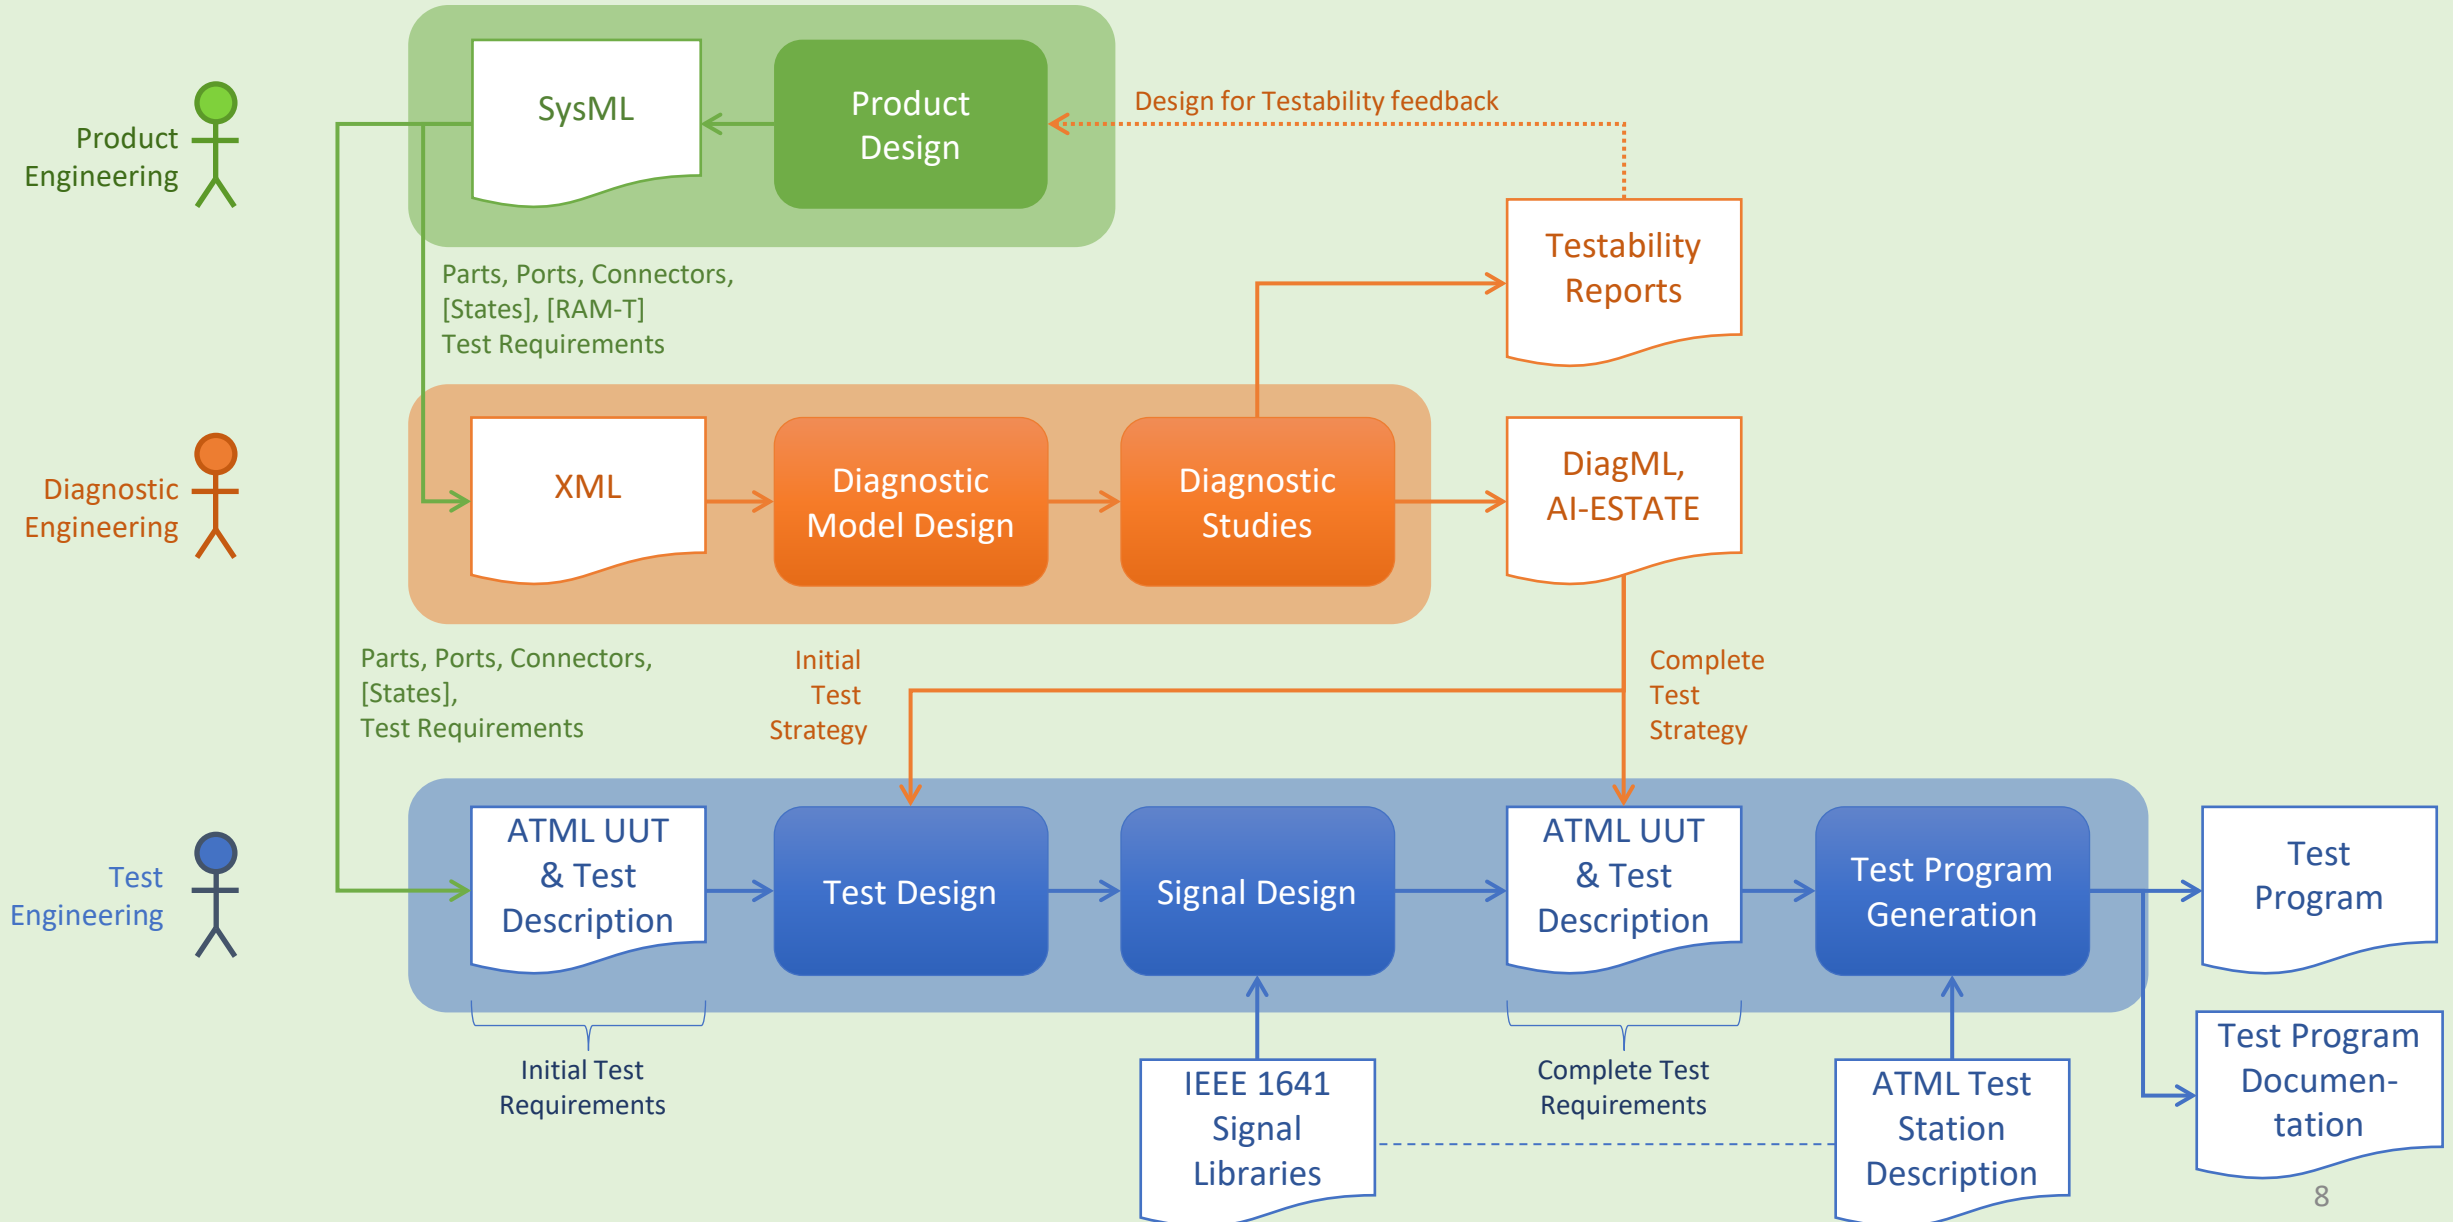 Product
Engineering
SysML
Product
Design
Design for Testability feedback
Testability
Reports
Parts, Ports, Connectors,
[States], [RAM-T]
Test Requirements
Diagnostic
Engineering
XML
Diagnostic
Model Design
Diagnostic
Studies
DiagML,
AI-ESTATE
Parts, Ports, Connectors,
[States],
Test Requirements
Initial
Test
Strategy
Complete
Test
Strategy
Test
Engineering
ATML UUT
& Test
Description
Test Design
Signal Design
ATML UUT
& Test
Description
Test Program
Generation
Test
Program
Initial Test
Requirements
IEEE 1641
Signal
Libraries
Complete Test
Requirements
ATML Test
Station
Description
Test Program
Documen-
tation
8